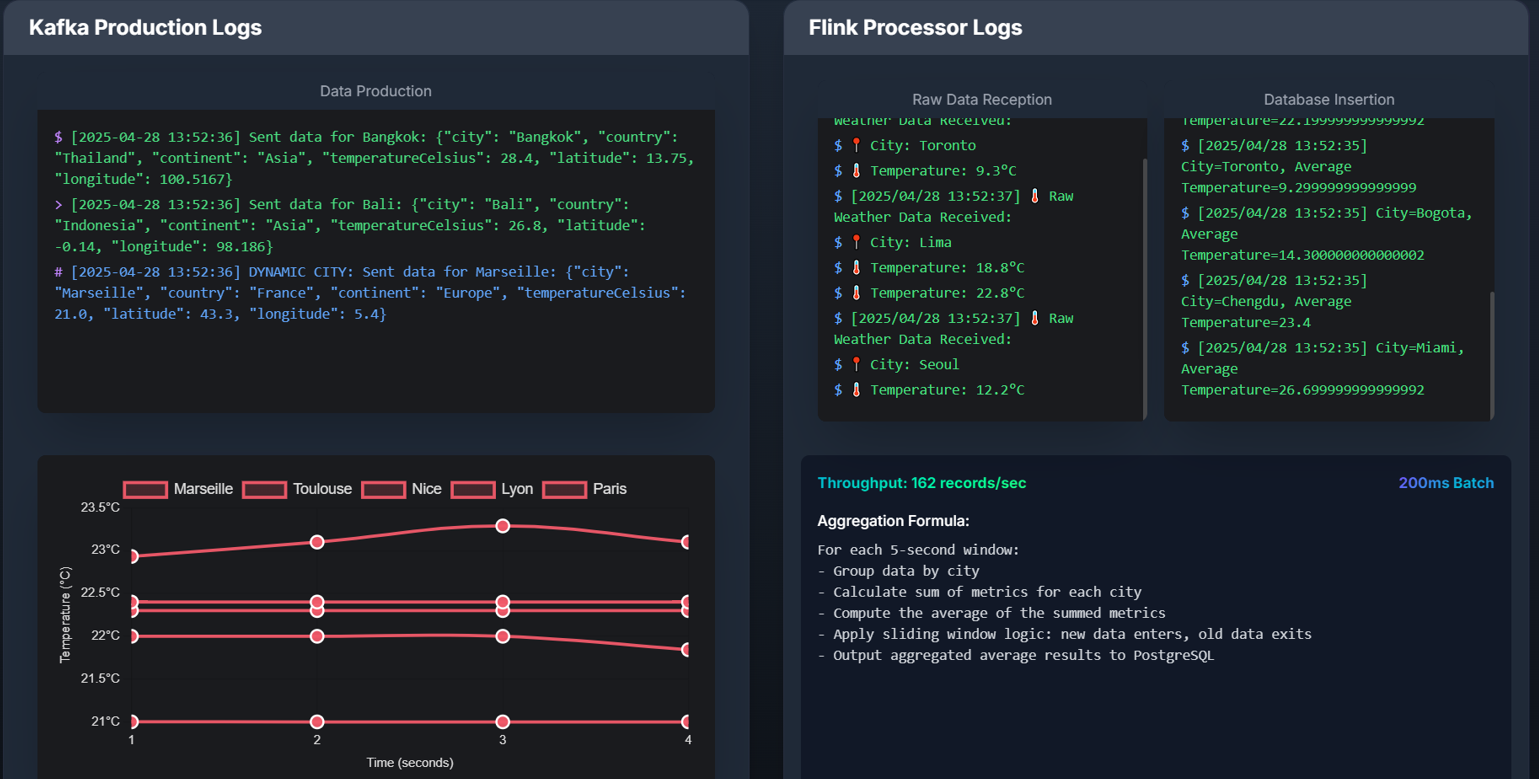 Kafka Production Logs
Data Production
$ [2025-04-28 13:52:36] Sent data for Bangkok: {"city": "Bangkok", "country":
"Thailand", "continent": "Asia", "temperatureCelsius": 28.4, "latitude": 13.75,
"longitude": 100.5167}
> [2025-04-28 13:52:36] Sent data for Bali: {"city": "Bali", "country":
"Indonesia", "continent": "Asia", "temperatureCelsius": 26.8, "latitude":
-0.14, "longitude": 98.186}
# [2025-04-28 13:52:36] DYNAMIC CITY: Sent data for Marseille: {"city":
"Marseille", "country": "France", "continent": "Europe", "temperatureCelsius":
21.0, "latitude": 43.3, "longitude": 5.4}
Marseille Toulouse Nice Lyon Paris
23.5°C
23°C
22.5°C
22°C
21.5°C
21°C
Temperature (°C)
1 2 3 4
Time (seconds)
Flink Processor Logs
Raw Data Reception
Weather Data Received:
$ 📍 City: Toronto
$ 🌡 Temperature: 9.3°C
$ [2025/04/28 13:52:37] 🌡 Raw
Weather Data Received:
$ 📍 City: Lima
$ 🌡 Temperature: 18.8°C
$ 🌡 Temperature: 22.8°C
$ [2025/04/28 13:52:37] 🌡 Raw
Weather Data Received:
$ 📍 City: Seoul
$ 🌡 Temperature: 12.2°C
Database Insertion
Temperature=22.199999999999992
$ [2025/04/28 13:52:35]
City=Toronto, Average
Temperature=9.299999999999999
$ [2025/04/28 13:52:35] City=Bogota,
Average
Temperature=14.300000000000002
$ [2025/04/28 13:52:35]
City=Chengdu, Average
Temperature=23.4
$ [2025/04/28 13:52:35] City=Miami,
Average
Temperature=26.699999999999992
Throughput: 162 records/sec
200ms Batch
Aggregation Formula:
For each 5-second window:
- Group data by city
- Calculate sum of metrics for each city
- Compute the average of the summed metrics
- Apply sliding window logic: new data enters, old data exits
- Output aggregated average results to PostgreSQL